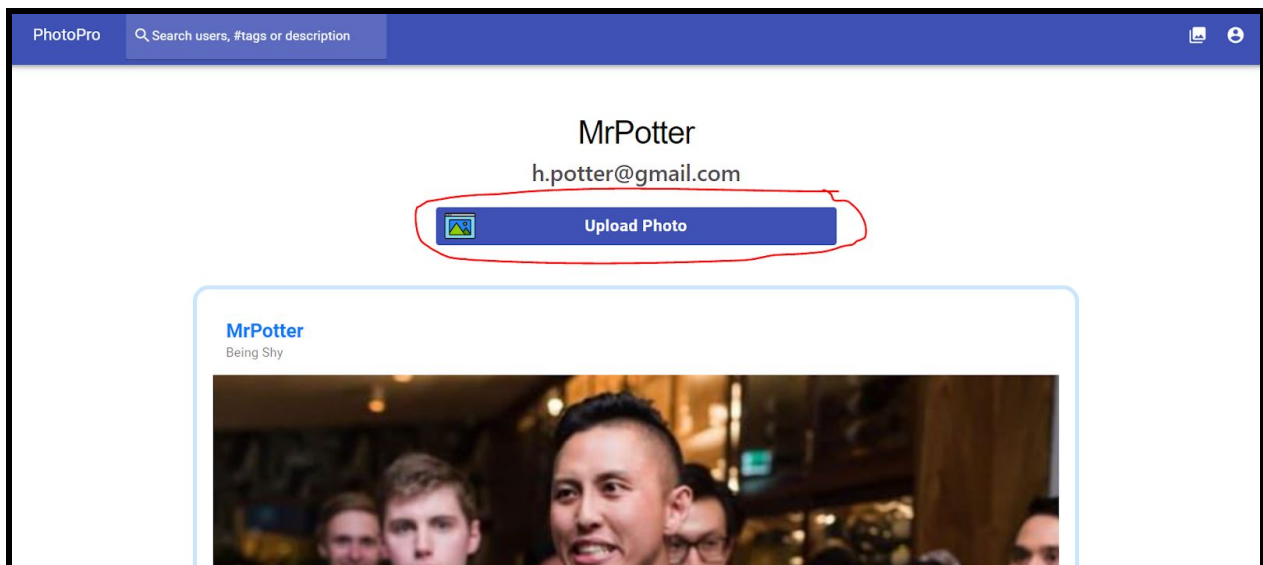 PhotoPro Search users, #tags or description
MrPotter
h.potter@gmail.com
Upload Photo
MrPotter
Being Shy